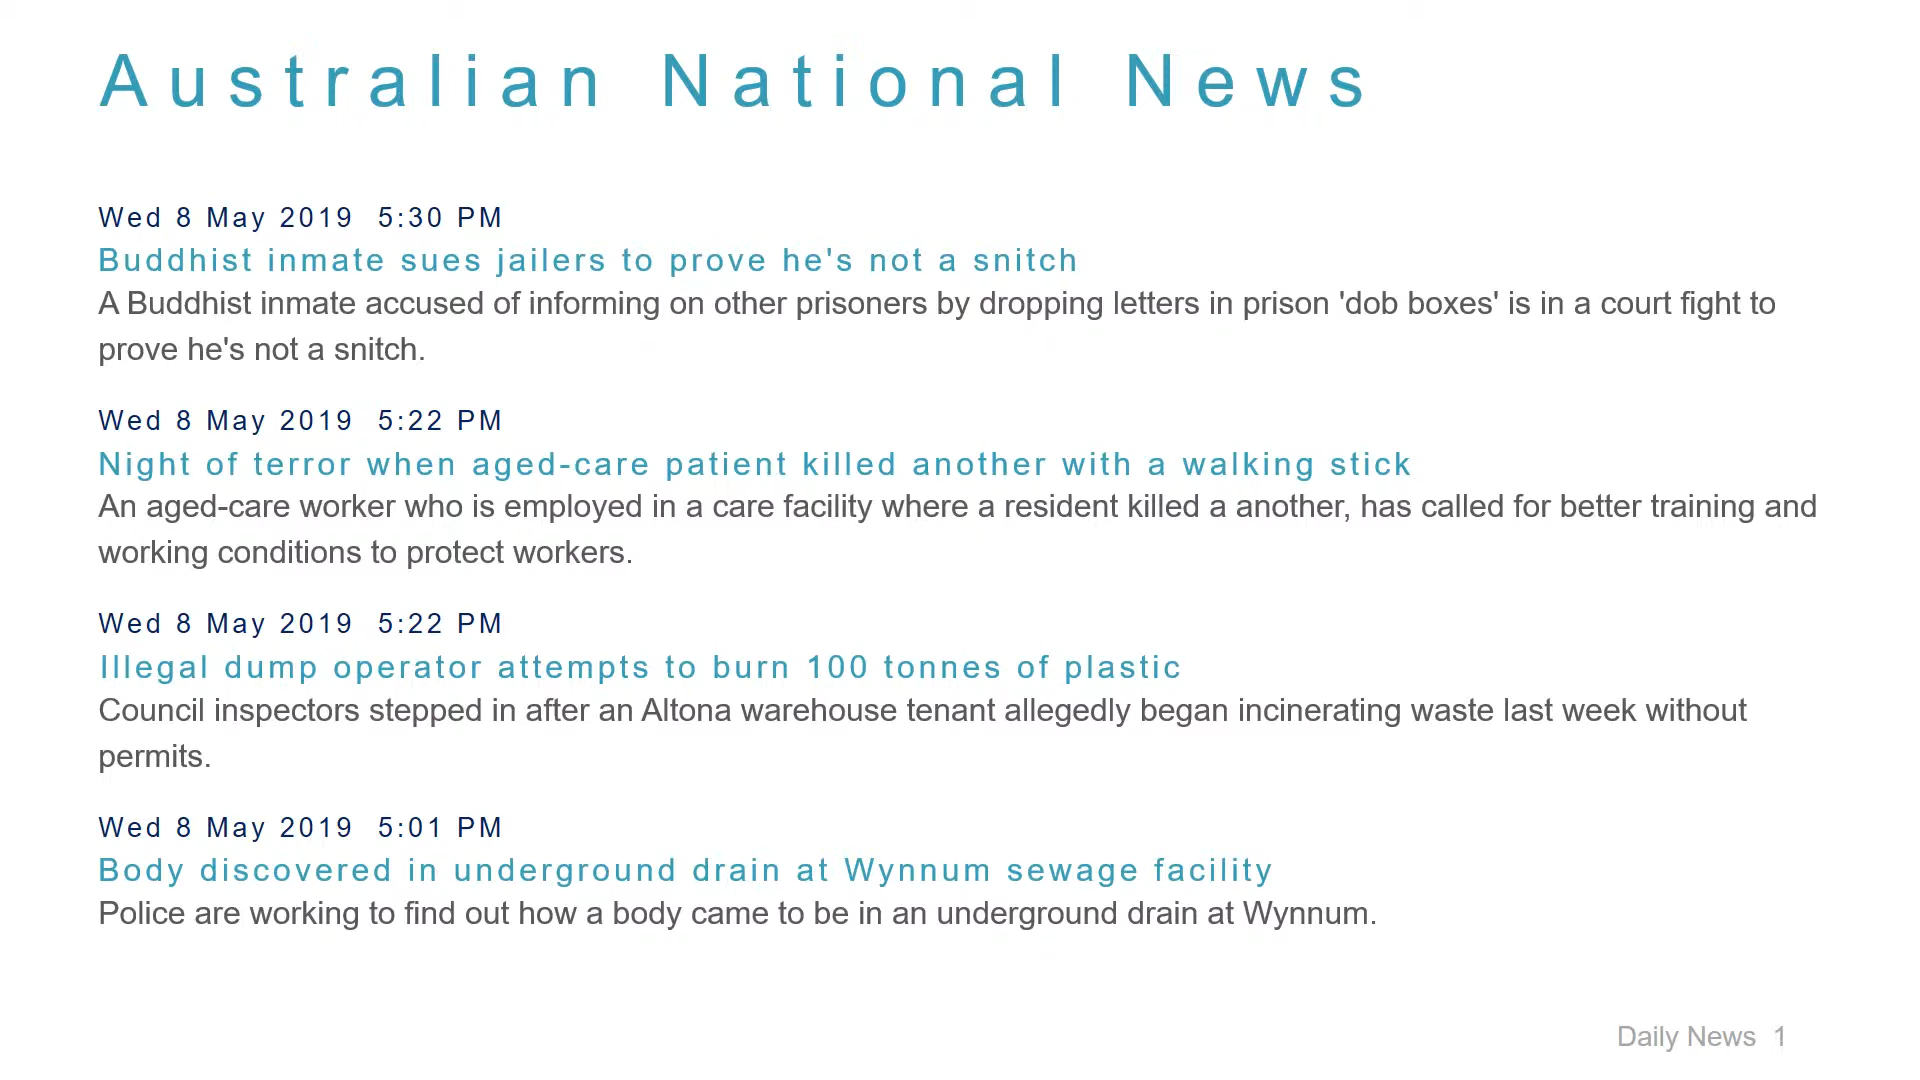 Australian National News
Wed 8 May 2019 5:30 PM
Buddhist inmate sues jailers to prove he's not a snitch
A Buddhist inmate accused of informing on other prisoners by dropping letters in prison 'dob boxes' is in a court fight to
prove he's not a snitch.
Wed 8 May 2019 5:22 PM
Night of terror when aged-care patient killed another with a walking stick
An aged-care worker who is employed in a care facility where a resident killed a another, has called for better training and
working conditions to protect workers.
Wed 8 May 2019 5:22 PM
Illegal dump operator attempts to burn 100 tonnes of plastic
Council inspectors stepped in after an Altona warehouse tenant allegedly began incinerating waste last week without
permits.
Wed 8 May 2019 5:01 PM
Body discovered in underground drain at Wynnum sewage facility
Police are working to find out how a body came to be in an underground drain at Wynnum.
Daily News 1